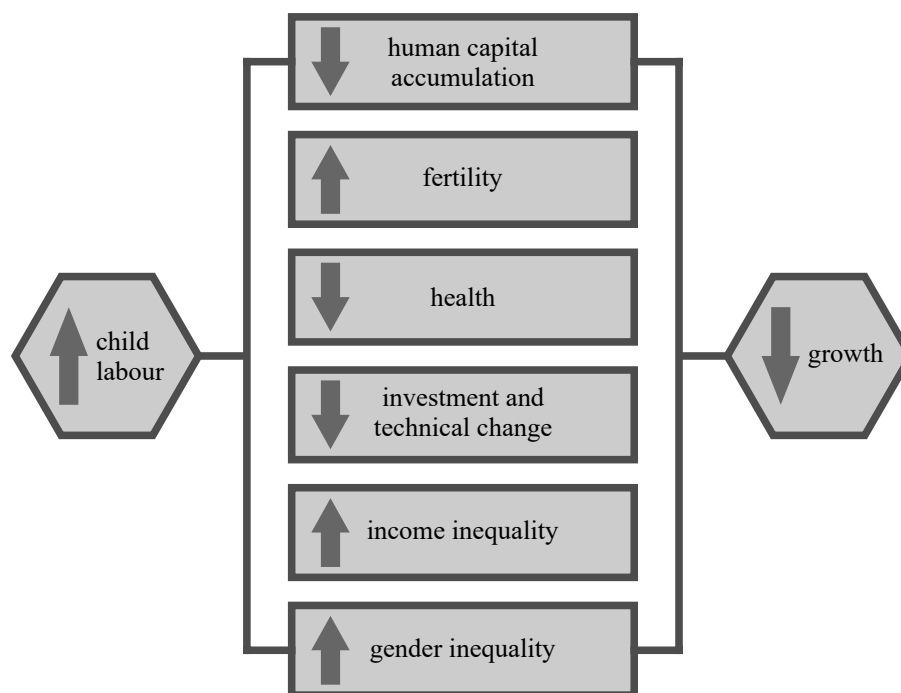 human capital
accumulation
fertility
health
child
labour
growth
investment and
technical change
income inequality
gender inequality